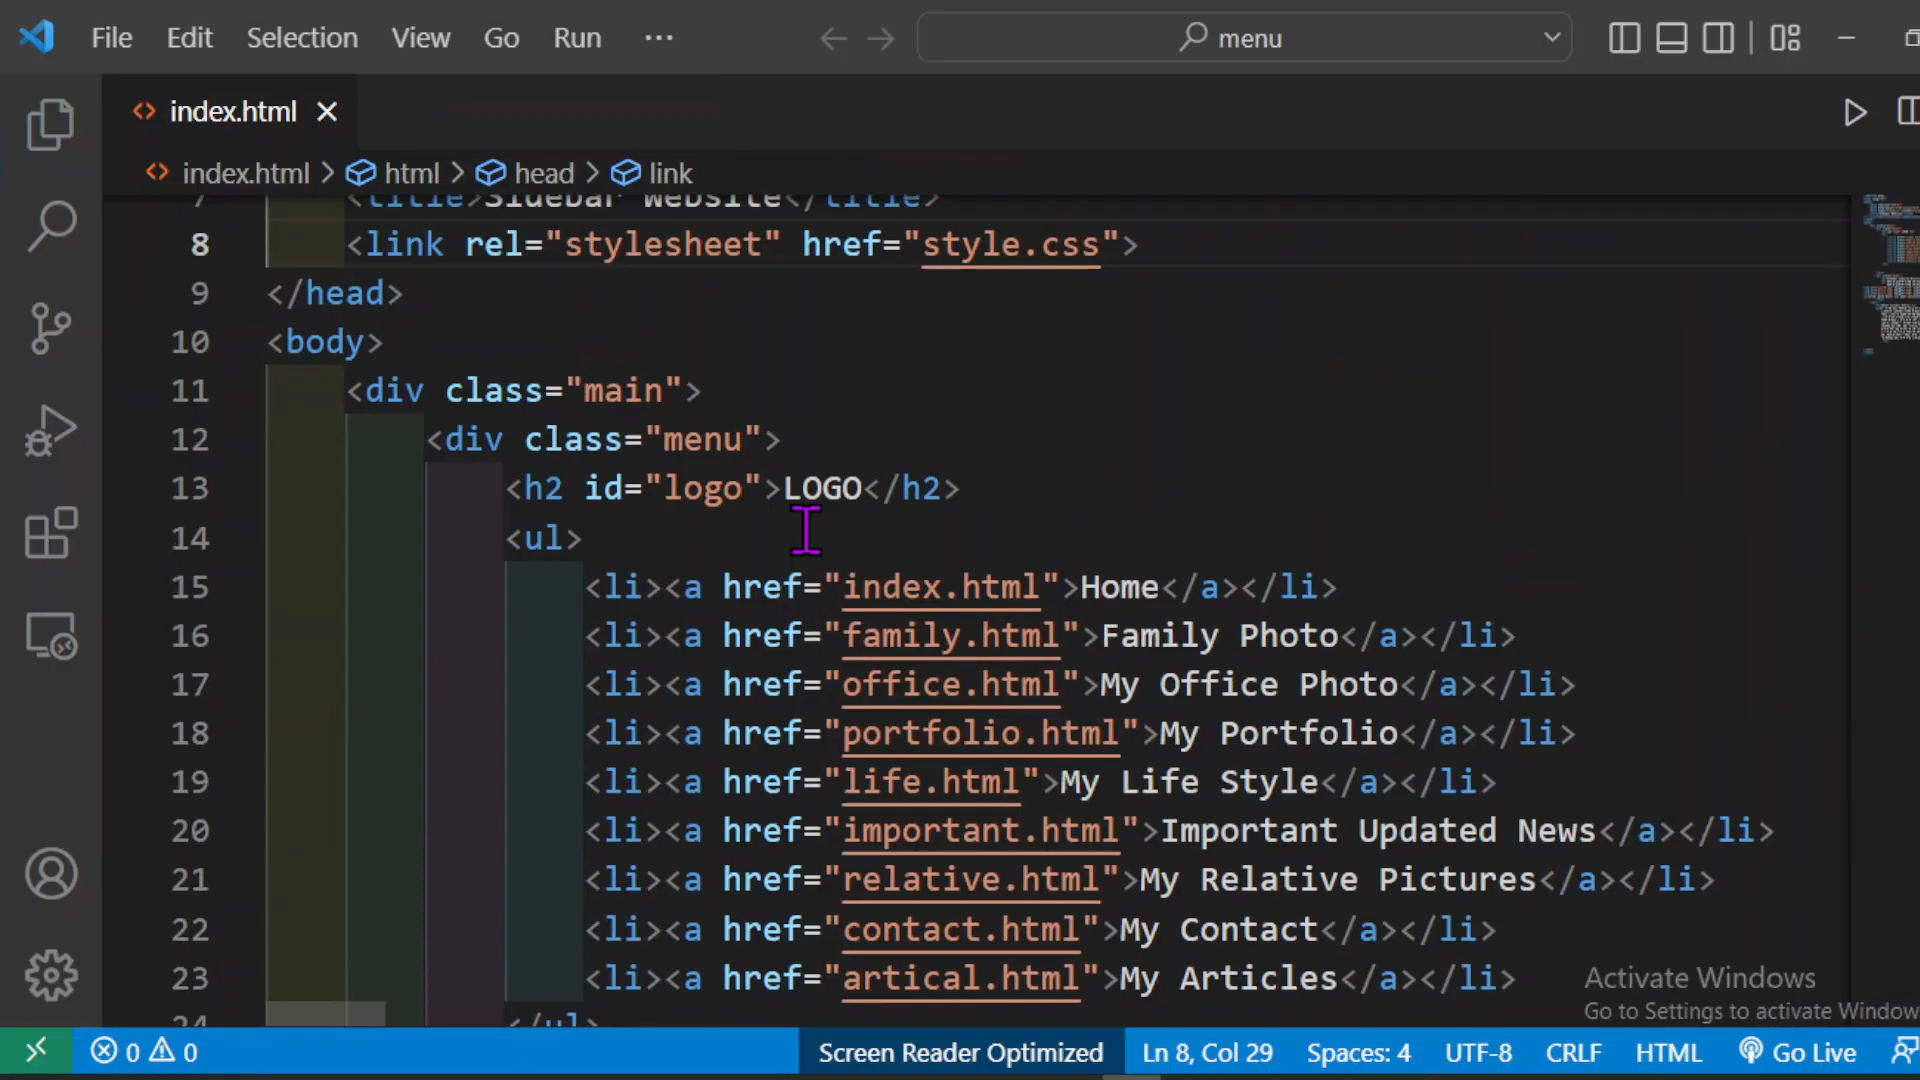 File Edit Selection View Go Run ... menu
index.html
index.html > html > head > link
7 <title>Sidebar Website</title>
8 <link rel="stylesheet" href="style.css">
9 </head>
10 <body>
11 <div class="main">
12 <div class="menu">
13 <h2 id="logo">LOGO</h2>
14 <ul>
15 <li><a href="index.html">Home</a></li>
16 <li><a href="family.html">Family Photo</a></li>
17 <li><a href="office.html">My Office Photo</a></li>
18 <li><a href="portfolio.html">My Portfolio</a></li>
19 <li><a href="life.html">My Life Style</a></li>
20 <li><a href="important.html">Important Updated News</a></li>
21 <li><a href="relative.html">My Relative Pictures</a></li>
22 <li><a href="contact.html">My Contact</a></li>
23 <li><a href="artical.html">My Articles</a></li>
24 </ul>
Activate Windows
Go to Settings to activate Window
0 0 Screen Reader Optimized Ln 8, Col 29 Spaces: 4 UTF-8 CRLF HTML Go Live